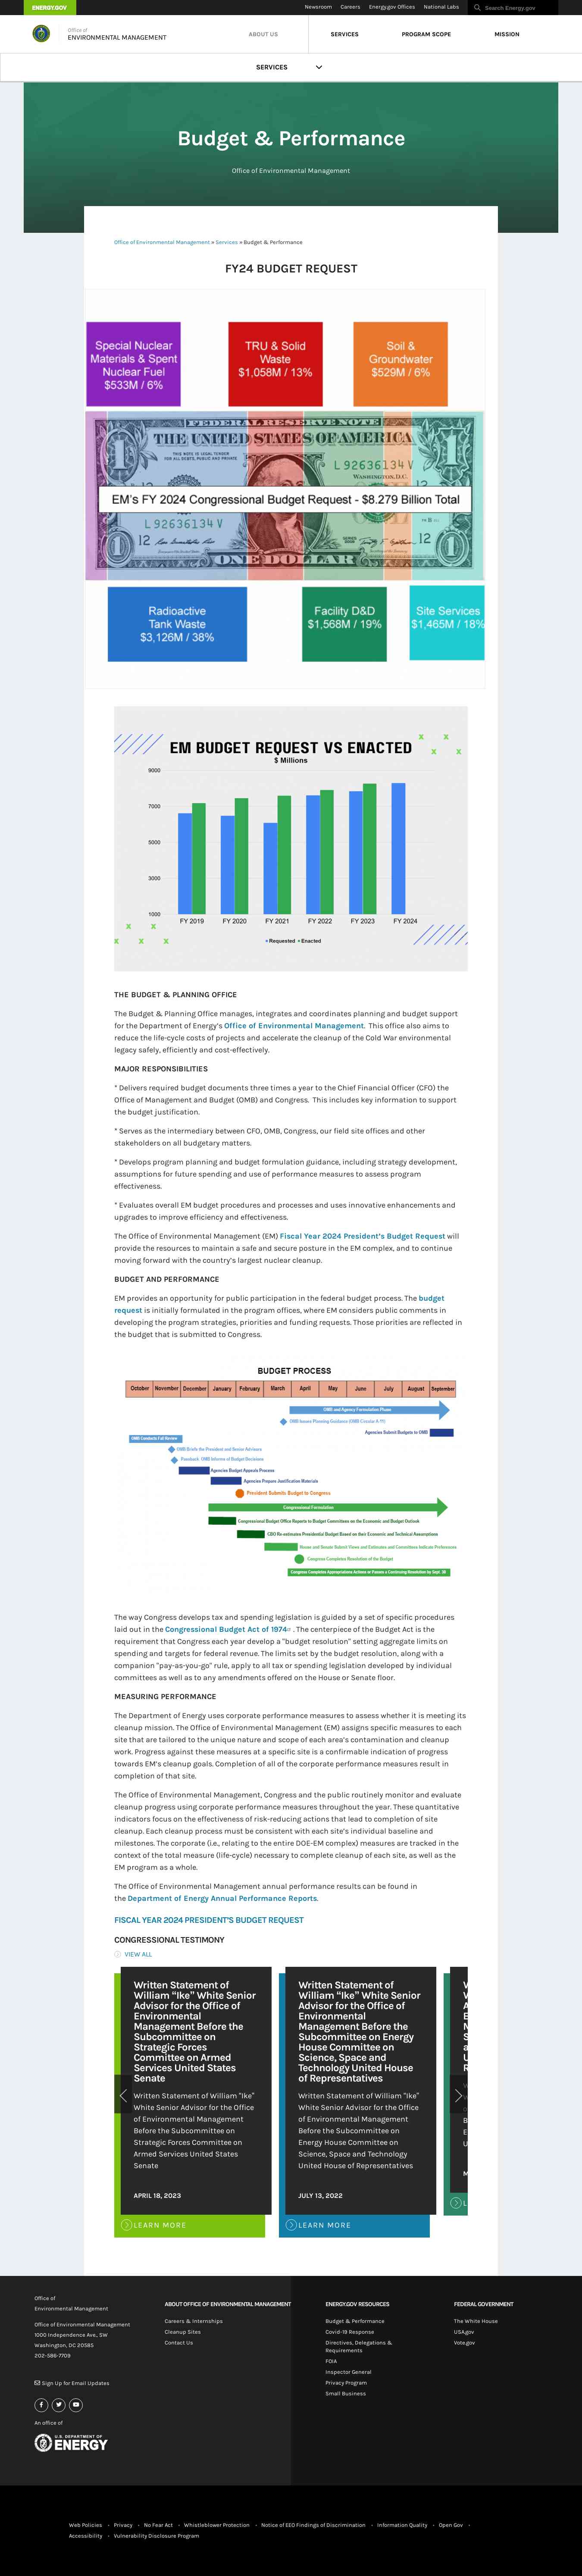 ENERGY.GOV
Newsroom Careers Energy.gov Offices National Labs
Search Energy.gov
Office of
ENVIRONMENTAL MANAGEMENT
ABOUT US
SERVICES
PROGRAM SCOPE
MISSION
SERVICES
Budget & Performance
Office of Environmental Management
Office of Environmental Management » Services » Budget & Performance
FY24 BUDGET REQUEST
Special Nuclear
Materials & Spent
Nuclear Fuel
$533M / 6%
TRU & Solid
Waste
$1,058M / 13%
Soil &
Groundwater
$529M / 6%
FEDERAL RESERVE NOTE
THE UNITED STATES OF AMERICA
L 92636134 V
WASHINGTON, D.C.
12
12
EM's FY 2024 Congressional Budget Request - $8.279 Billion Total
L 92636134 V
12
12
ONE DOLLAR
Radioactive
Tank Waste
$3,126M / 38%
Facility D&D
$1,568M / 19%
Site Services
$1,465M / 18%
EM BUDGET REQUEST VS ENACTED
$ Millions
9000
7000
5000
3000
1000
FY 2019 FY 2020 FY 2021 FY 2022 FY 2023 FY 2024
Requested Enacted
THE BUDGET & PLANNING OFFICE
The Budget & Planning Office manages, integrates and coordinates planning and budget support
for the Department of Energy's Office of Environmental Management. This office also aims to
reduce the life-cycle costs of projects and accelerate the cleanup of the Cold War environmental
legacy safely, efficiently and cost-effectively.
MAJOR RESPONSIBILITIES
* Delivers required budget documents three times a year to the Chief Financial Officer (CFO) the
Office of Management and Budget (OMB) and Congress. This includes key information to support
the budget justification.
* Serves as the intermediary between CFO, OMB, Congress, our field site offices and other
stakeholders on all budgetary matters.
* Develops program planning and budget formulation guidance, including strategy development,
assumptions for future spending and use of performance measures to assess program
effectiveness.
* Evaluates overall EM budget procedures and processes and uses innovative enhancements and
upgrades to improve efficiency and effectiveness.
The Office of Environmental Management (EM) Fiscal Year 2024 President's Budget Request will
provide the resources to maintain a safe and secure posture in the EM complex, and to continue
moving forward with the country's largest nuclear cleanup.
BUDGET AND PERFORMANCE
EM provides an opportunity for public participation in the federal budget process. The budget
request is initially formulated in the program offices, where EM considers public comments in
developing the program strategies, priorities and funding requests. Those priorities are reflected in
the budget that is submitted to Congress.
BUDGET PROCESS
October November December January February March April May June July August September
OMB and Agency Formulation Phase
OMB Issues Planning Guidance (OMB Circular A-11)
Agencies Submit Budgets to OMB
OMB Conducts Fall Review
OMB Briefs the President and Senior Advisors
Passback: OMB Informs of Budget Decisions
Agencies Budget Appeals Process
Agencies Prepare Justification Materials
President Submits Budget to Congress
Congressional Formulation
Congressional Budget Office Reports to Budget Committees on the Economic and Budget Outlook
CBO Re-estimates Presidential Budget Based on their Economic and Technical Assumptions
House and Senate Submit Views and Estimates and Committees Indicate Preferences
Congress Completes Resolution of the Budget
Congress Completes Appropriations Actions or Passes a Continuing Resolution by Sept. 30
The way Congress develops tax and spending legislation is guided by a set of specific procedures
laid out in the Congressional Budget Act of 1974 . The centerpiece of the Budget Act is the
requirement that Congress each year develop a "budget resolution" setting aggregate limits on
spending and targets for federal revenue. The limits set by the budget resolution, along with a
companion "pay-as-you-go" rule, apply to all tax or spending legislation developed by individual
committees as well as to any amendments offered on the House or Senate floor.
MEASURING PERFORMANCE
The Department of Energy uses corporate performance measures to assess whether it is meeting its
cleanup mission. The Office of Environmental Management (EM) assigns specific measures to each
site that are tailored to the unique nature and scope of each area's contamination and cleanup
work. Progress against these measures at a specific site is a confirmable indication of progress
towards EM's cleanup goals. Completion of all of the corporate performance measures result in
completion of that site.
The Office of Environmental Management, Congress and the public routinely monitor and evaluate
cleanup progress using corporate performance measures throughout the year. These quantitative
indicators focus on the effectiveness of risk-reducing actions that lead to completion of site
cleanup. Each cleanup process must be consistent with each site's individual baseline and
milestones. The corporate (i.e., relating to the entire DOE-EM complex) measures are tracked in the
context of the total measure (life-cycle) necessary to complete cleanup of each site, as well as the
EM program as a whole.
The Office of Environmental Management annual performance results can be found in
the Department of Energy Annual Performance Reports.
FISCAL YEAR 2024 PRESIDENT'S BUDGET REQUEST
CONGRESSIONAL TESTIMONY
VIEW ALL
Written Statement of
William "Ike" White Senior
Advisor for the Office of
Environmental
Management Before the
Subcommittee on
Strategic Forces
Committee on Armed
Services United States
Senate
Written Statement of William "Ike"
White Senior Advisor for the Office
of Environmental Management
Before the Subcommittee on
Strategic Forces Committee on
Armed Services United States
Senate
APRIL 18, 2023
LEARN MORE
Written Statement of
William "Ike" White Senior
Advisor for the Office of
Environmental
Management Before the
Subcommittee on Energy
House Committee on
Science, Space and
Technology United House
of Representatives
Written Statement of William "Ike"
White Senior Advisor for the Office
of Environmental Management
Before the Subcommittee on
Energy House Committee on
Science, Space and Technology
United House of Representatives
JULY 13, 2022
LEARN MORE
Office of
Environmental Management
Office of Environmental Management
1000 Independence Ave., SW
Washington, DC 20585
202-586-7709
Sign Up for Email Updates
An office of
U.S. DEPARTMENT OF
ENERGY
ABOUT OFFICE OF ENVIRONMENTAL MANAGEMENT
Careers & Internships
Cleanup Sites
Contact Us
ENERGY.GOV RESOURCES
Budget & Performance
Covid-19 Response
Directives, Delegations &
Requirements
FOIA
Inspector General
Privacy Program
Small Business
FEDERAL GOVERNMENT
The White House
USA.gov
Vote.gov
Web Policies • Privacy • No Fear Act • Whistleblower Protection • Notice of EEO Findings of Discrimination • Information Quality • Open Gov •
Accessibility • Vulnerability Disclosure Program